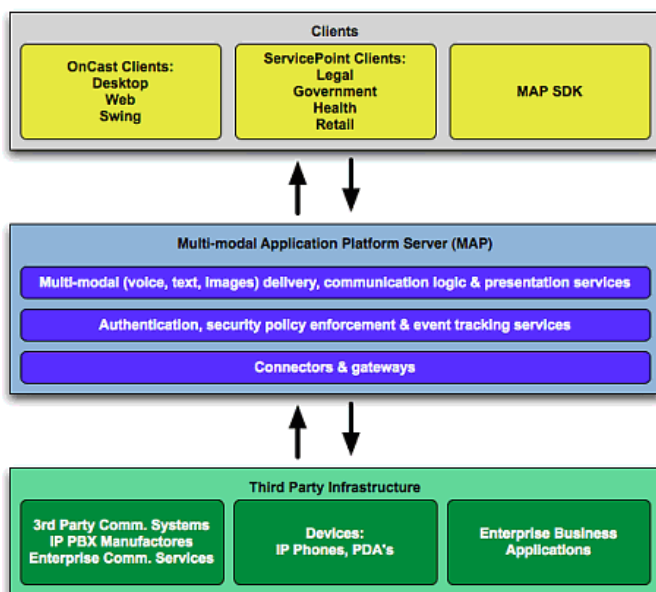 Clients
OnCast Clients:
Desktop
Web
Swing
ServicePoint Clients:
Legal
Government
Health
Retail
MAP SDK
Multi-modal Application Platform Server (MAP)
Multi-modal (voice, text, images) delivery, communication logic & presentation services
Authentication, security policy enforcement & event tracking services
Connectors & gateways
Third Party Infrastructure
3rd Party Comm. Systems
IP PBX Manufactores
Enterprise Comm. Services
Devices:
IP Phones, PDA's
Enterprise Business
Applications